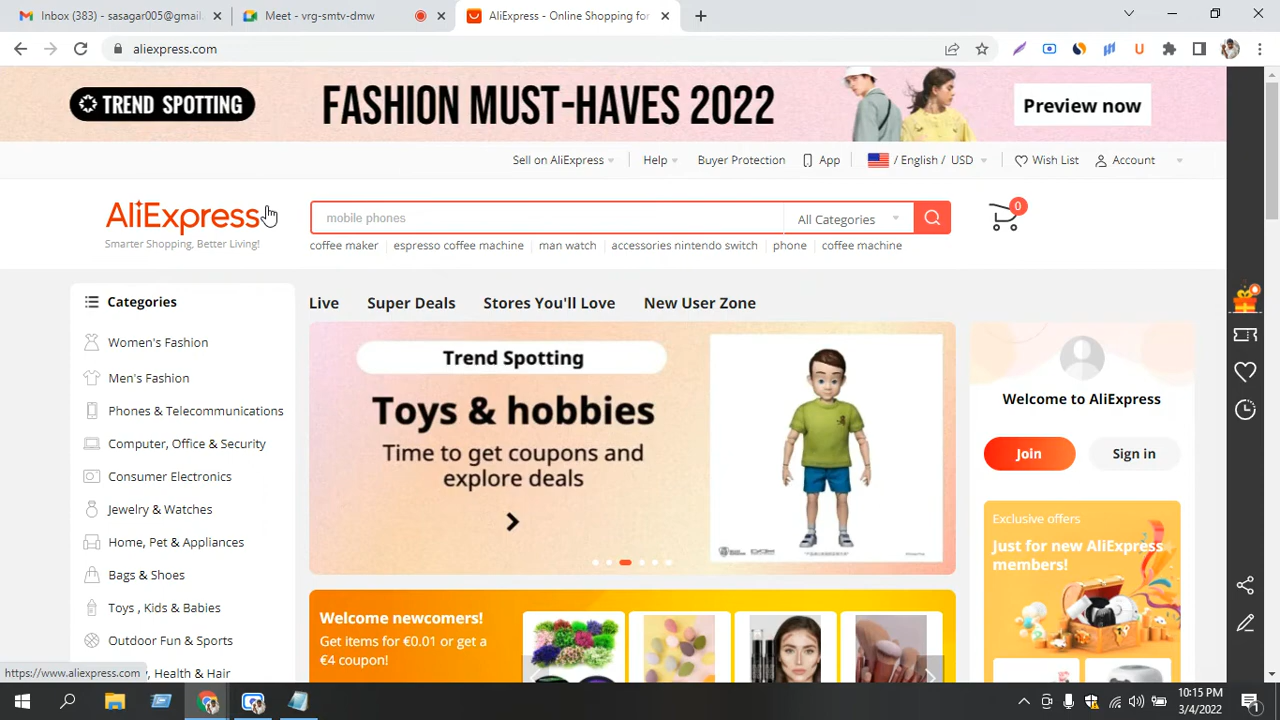 Inbox (383) - sasagar005@gmail.
Meet - vrg-smtv-dmw
AliExpress - Online Shopping for
aliexpress.com
TREND SPOTTING
FASHION MUST-HAVES 2022
Preview now
Sell on AliExpress
Help
Buyer Protection
App
/ English / USD
Wish List
Account
AliExpress
Smarter Shopping, Better Living!
mobile phones
All Categories
0
coffee maker
espresso coffee machine
man watch
accessories nintendo switch
phone
coffee machine
Categories
Women's Fashion
Men's Fashion
Phones & Telecommunications
Computer, Office & Security
Consumer Electronics
Jewelry & Watches
Home, Pet & Appliances
Bags & Shoes
Toys , Kids & Babies
Outdoor Fun & Sports
, Health & Hair
Live
Super Deals
Stores You'll Love
New User Zone
Trend Spotting
Toys & hobbies
Time to get coupons and
explore deals
Welcome to AliExpress
Join
Sign in
Exclusive offers
Just for new AliExpress
members!
Welcome newcomers!
Get items for €0.01 or get a
€4 coupon!
https://www.aliexpress.com
10:15 PM
3/4/2022
1